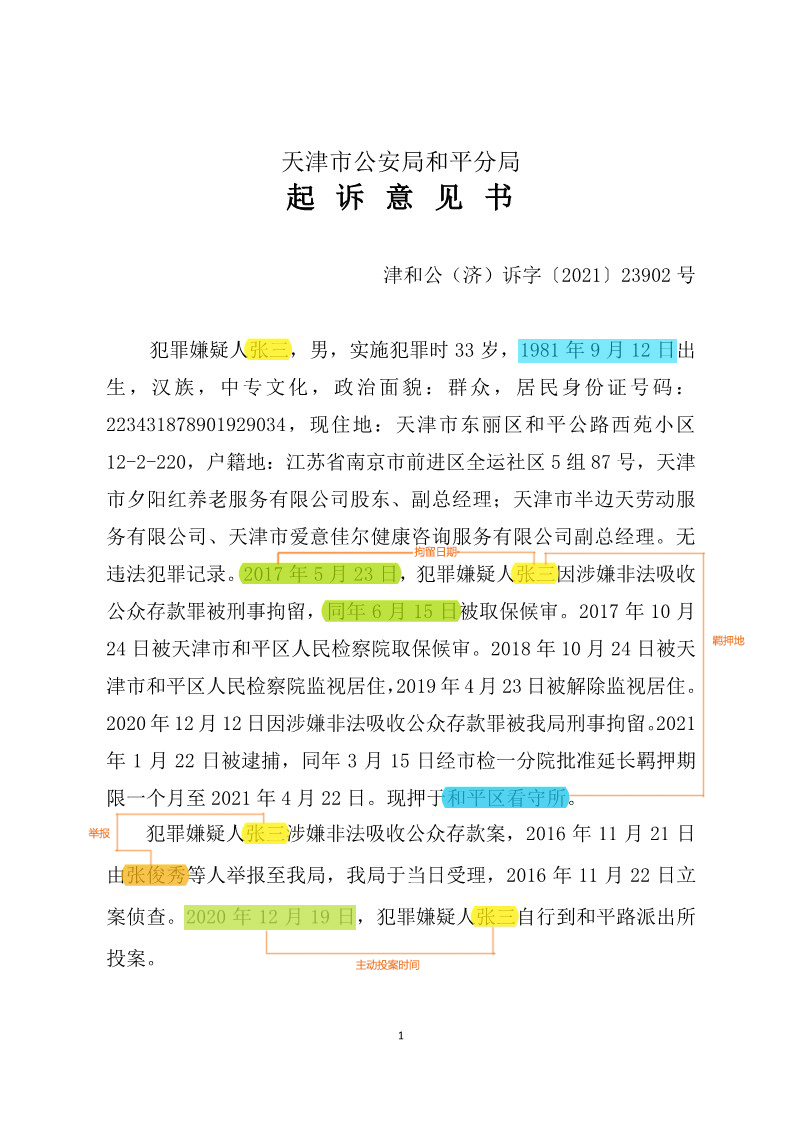 天津市公安局和平分局
起诉意见书
津和公（济）诉字〔2021〕23902 号
犯罪嫌疑人张三，男，实施犯罪时 33 岁，1981 年 9 月 12 日出
生，汉族，中专文化，政治面貌：群众，居民身份证号码：
223431878901929034，现住地：天津市东丽区和平公路西苑小区
12-2-220，户籍地：江苏省南京市前进区全运社区 5 组 87 号，天津
市夕阳红养老服务有限公司股东、副总经理；天津市半边天劳动服
务有限公司、天津市爱意佳尔健康咨询服务有限公司副总经理。无
拘留日期
违法犯罪记录。2017 年 5 月 23 日，犯罪嫌疑人张三因涉嫌非法吸收
公众存款罪被刑事拘留，同年 6 月 15 日被取保候审。2017 年 10 月
羁押地
24 日被天津市和平区人民检察院取保候审。2018 年 10 月 24 日被天
津市和平区人民检察院监视居住，2019 年 4 月 23 日被解除监视居住。
2020 年 12 月 12 日因涉嫌非法吸收公众存款罪被我局刑事拘留。2021
年 1 月 22 日被逮捕，同年 3 月 15 日经市检一分院批准延长羁押期
限一个月至 2021 年 4 月 22 日。现押于和平区看守所。
举报
犯罪嫌疑人张三涉嫌非法吸收公众存款案，2016 年 11 月 21 日
由张俊秀等人举报至我局，我局于当日受理，2016 年 11 月 22 日立
案侦查。2020 年 12 月 19 日，犯罪嫌疑人张三自行到和平路派出所
投案。
主动投案时间
1